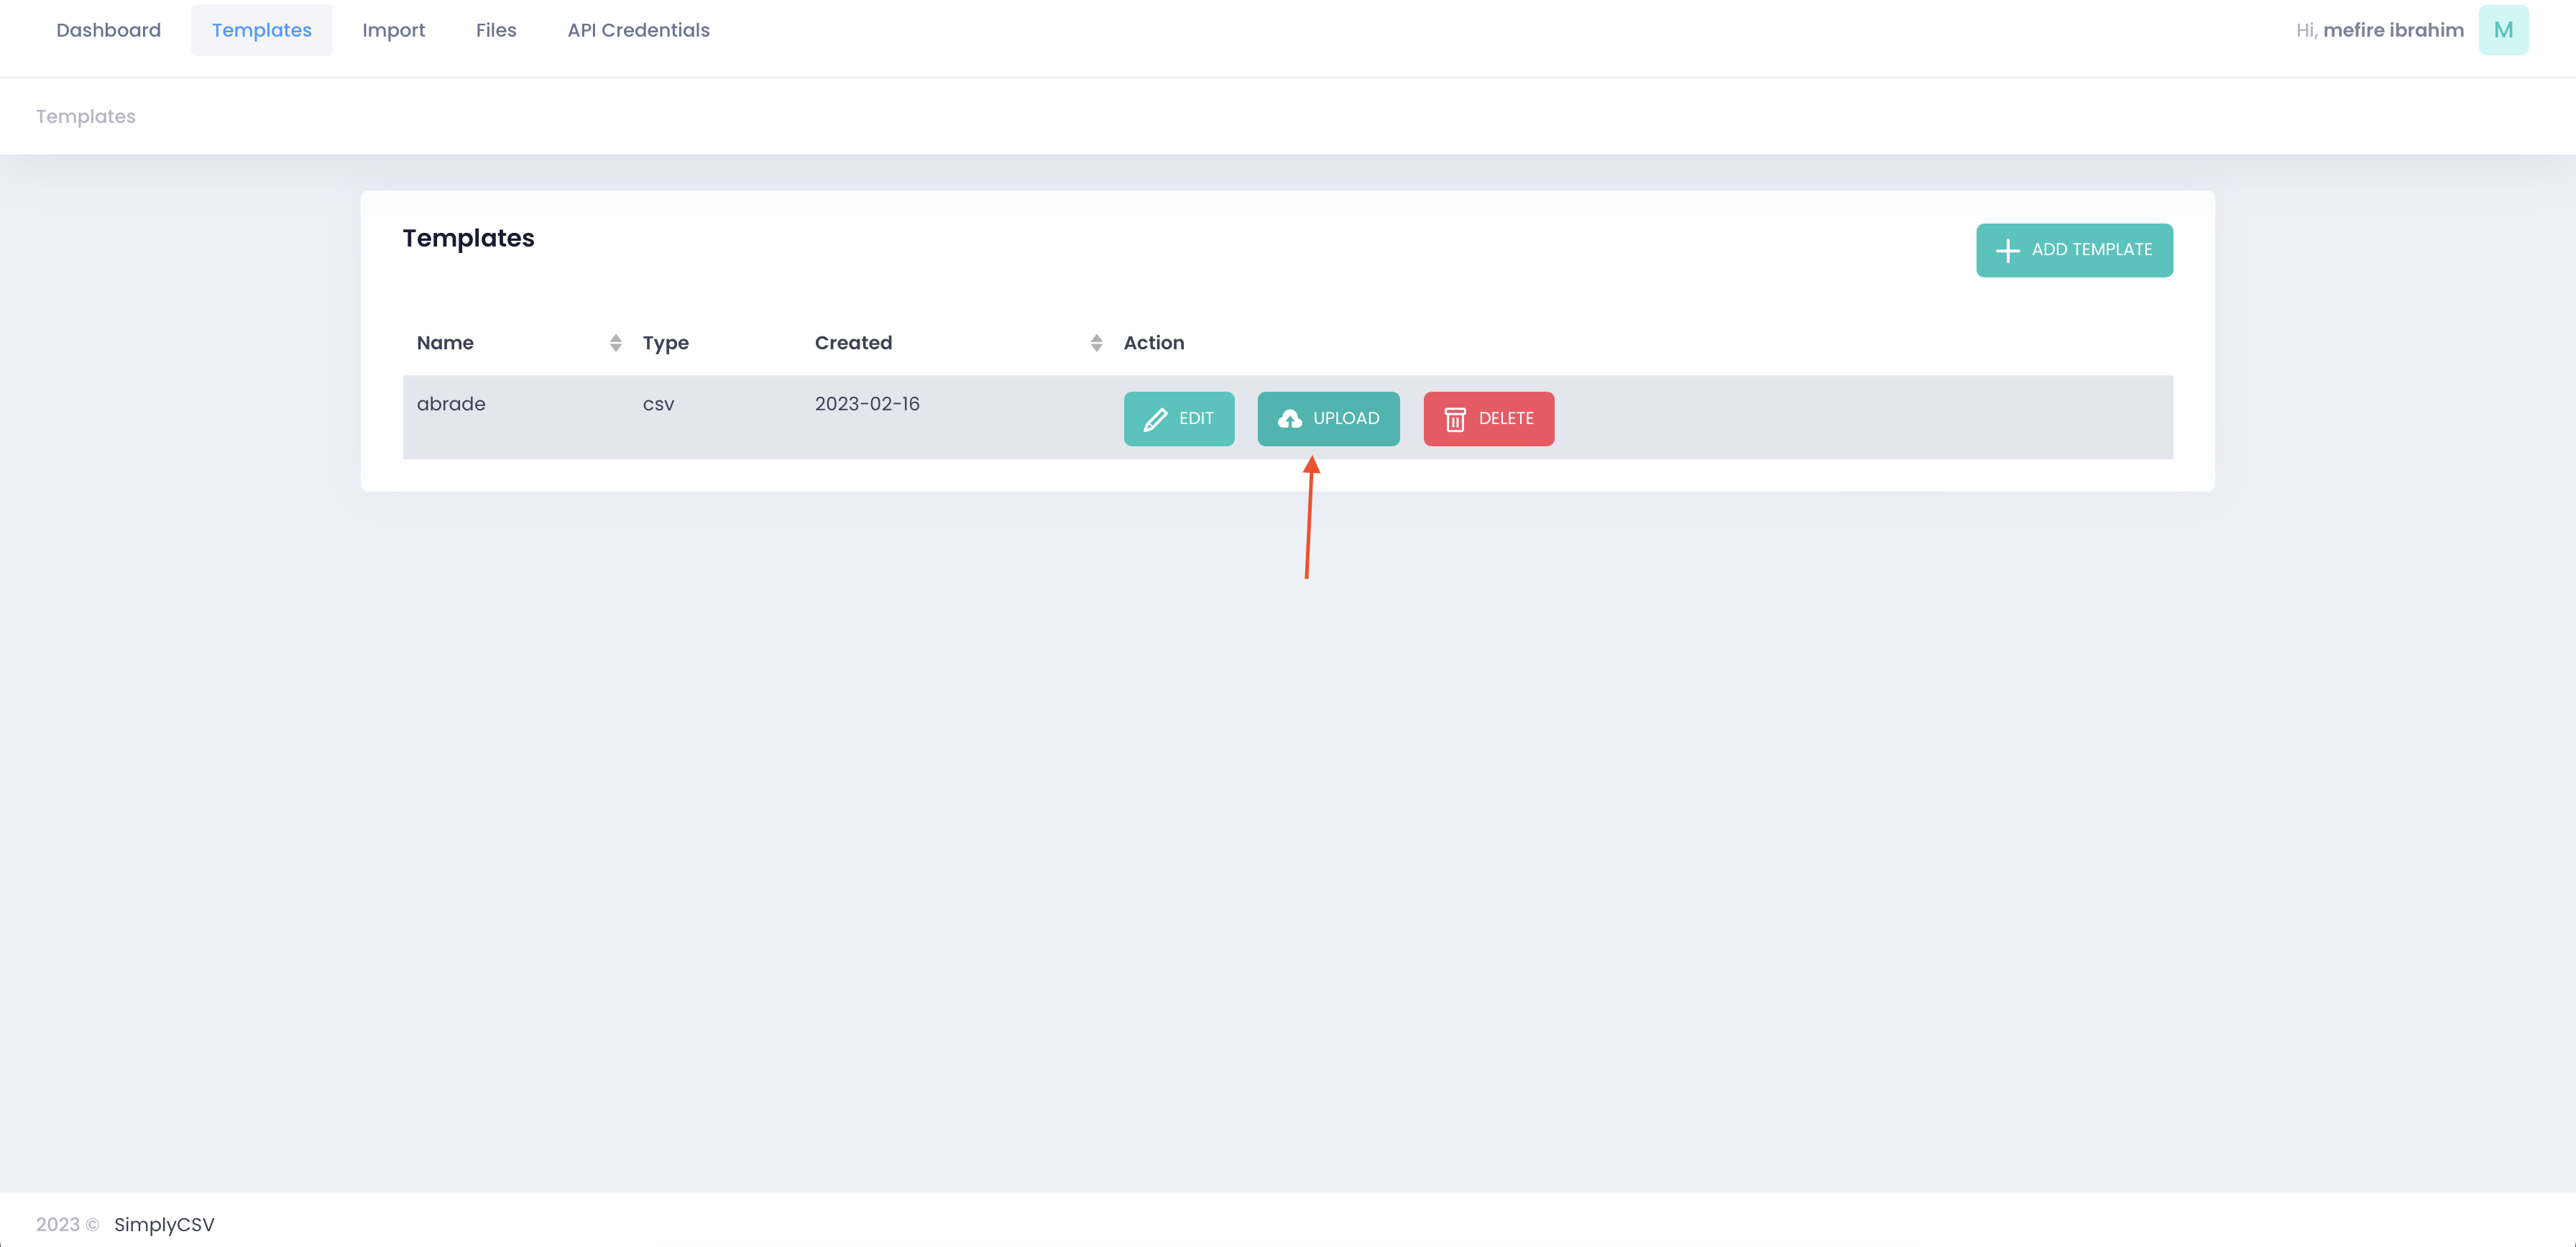 Dashboard Templates Import Files API Credentials Hi, mefire ibrahim M
Templates
Templates ADD TEMPLATE
Name Type Created Action
abrade csv 2023-02-16 EDIT UPLOAD DELETE
2023 © SimplyCSV